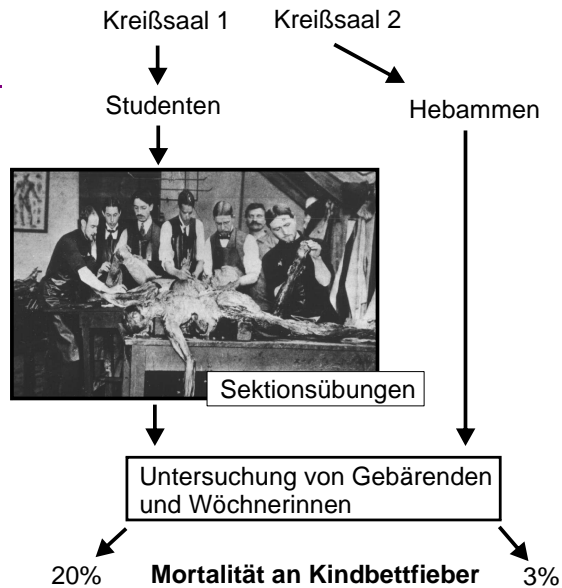 Kreißsaal 1
Kreißsaal 2
Studenten
Hebammen
Sektionsübungen
Untersuchung von Gebärenden
und Wöchnerinnen
20%
Mortalität an Kindbettfieber
3%